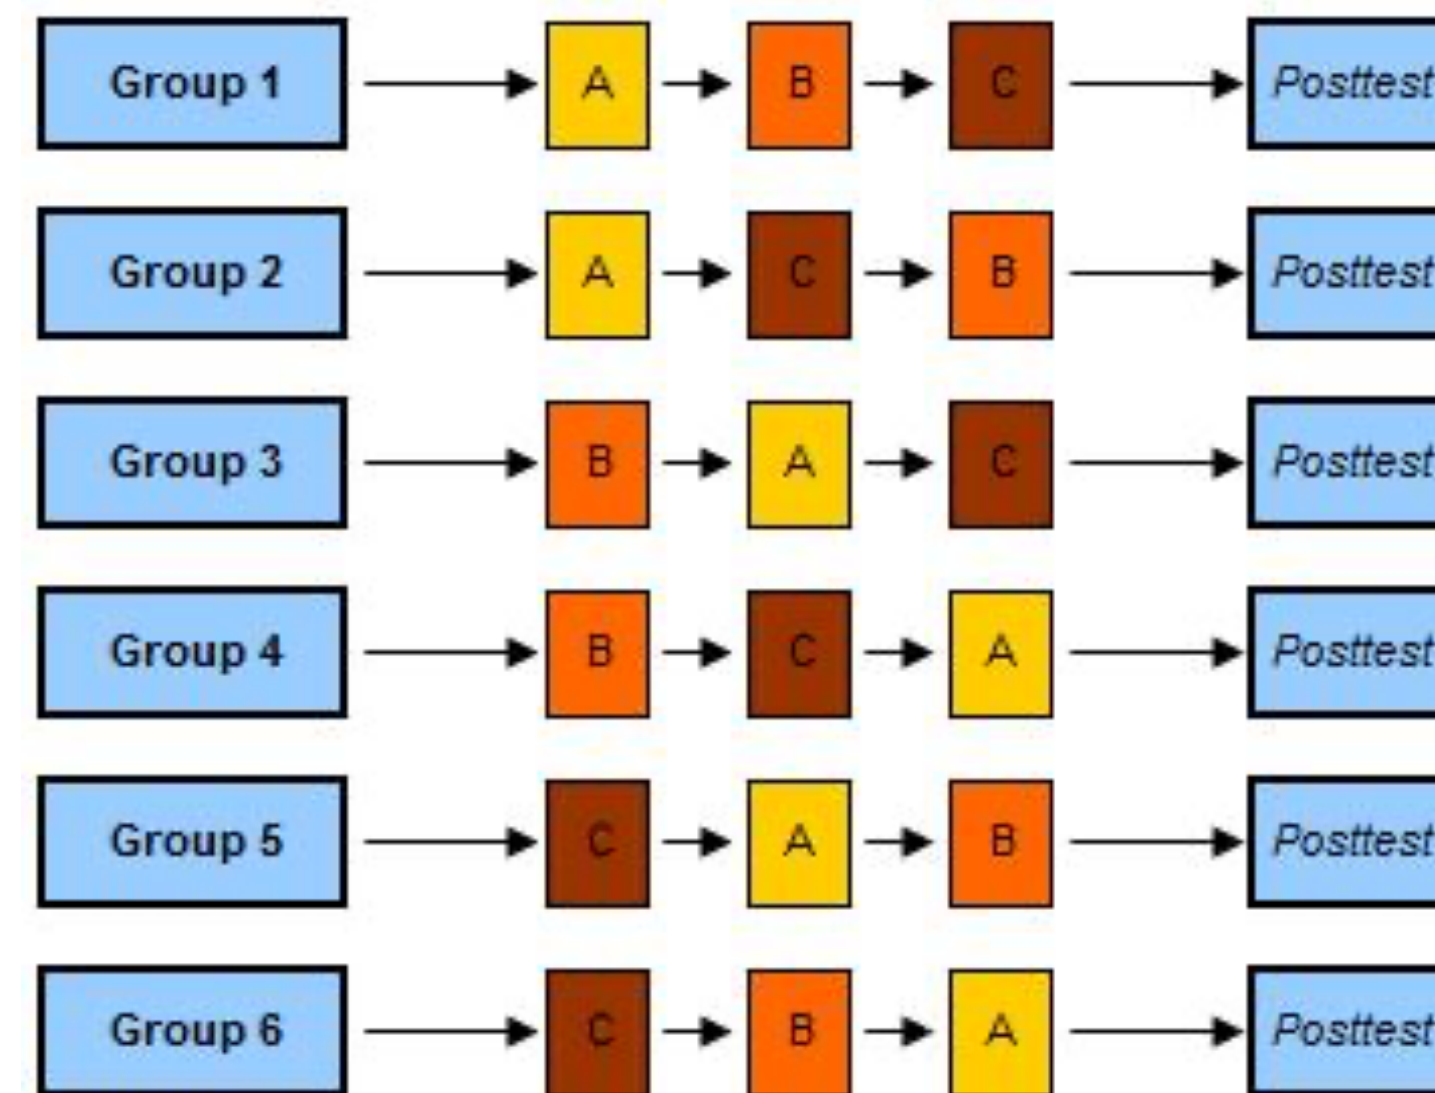 Group 1 A B C Posttest
Group 2 A C B Posttest
Group 3 B A C Posttest
Group 4 B C A Posttest
Group 5 C A B Posttest
Group 6 C B A Posttest